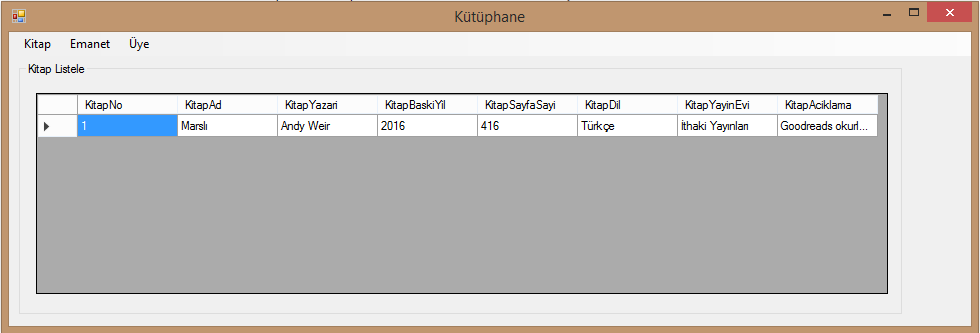 Kütüphane
Kitap Emanet Üye
Kitap Listele
KitapNo KitapAd KitapYazari KitapBaskiYil KitapSayfaSayi KitapDil KitapYayinEvi KitapAciklama
1 Marslı Andy Weir 2016 416 Türkçe İthaki Yayınları Goodreads okurl...